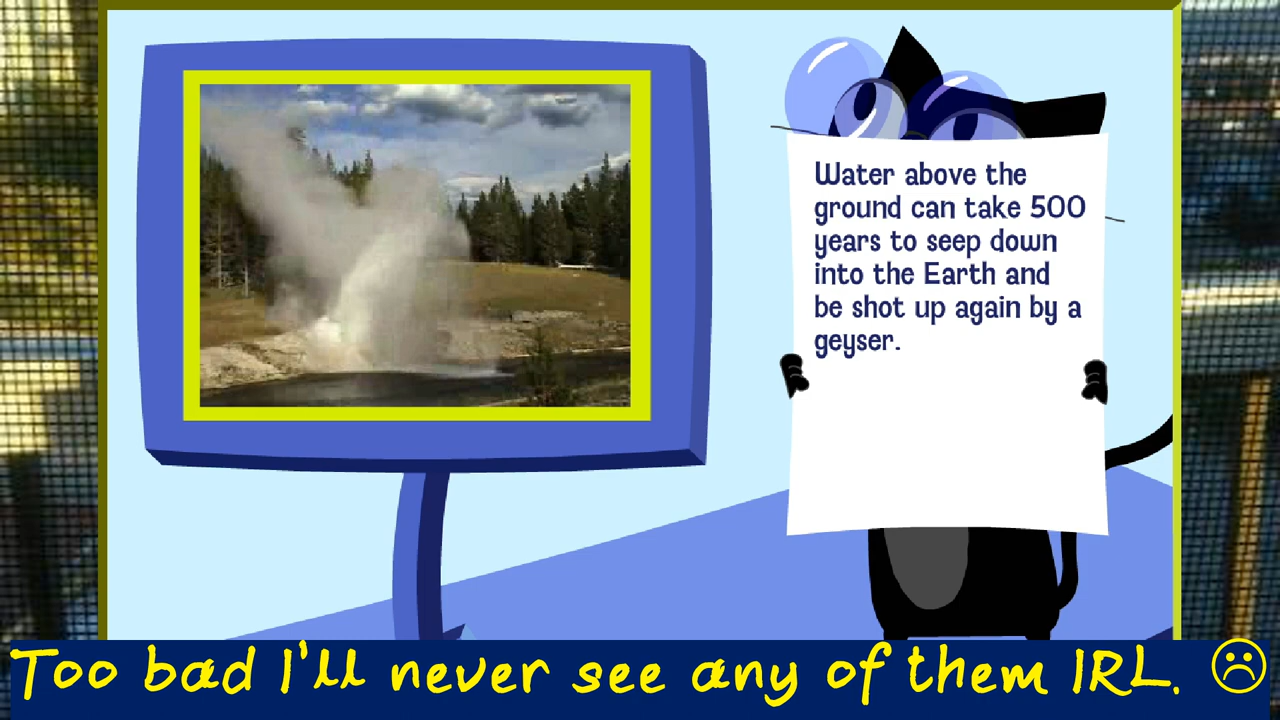 Water above the
ground can take 500
years to seep down
into the Earth and
be shot up again by a
geyser.
Too bad I'll never see any of them IRL. ☹